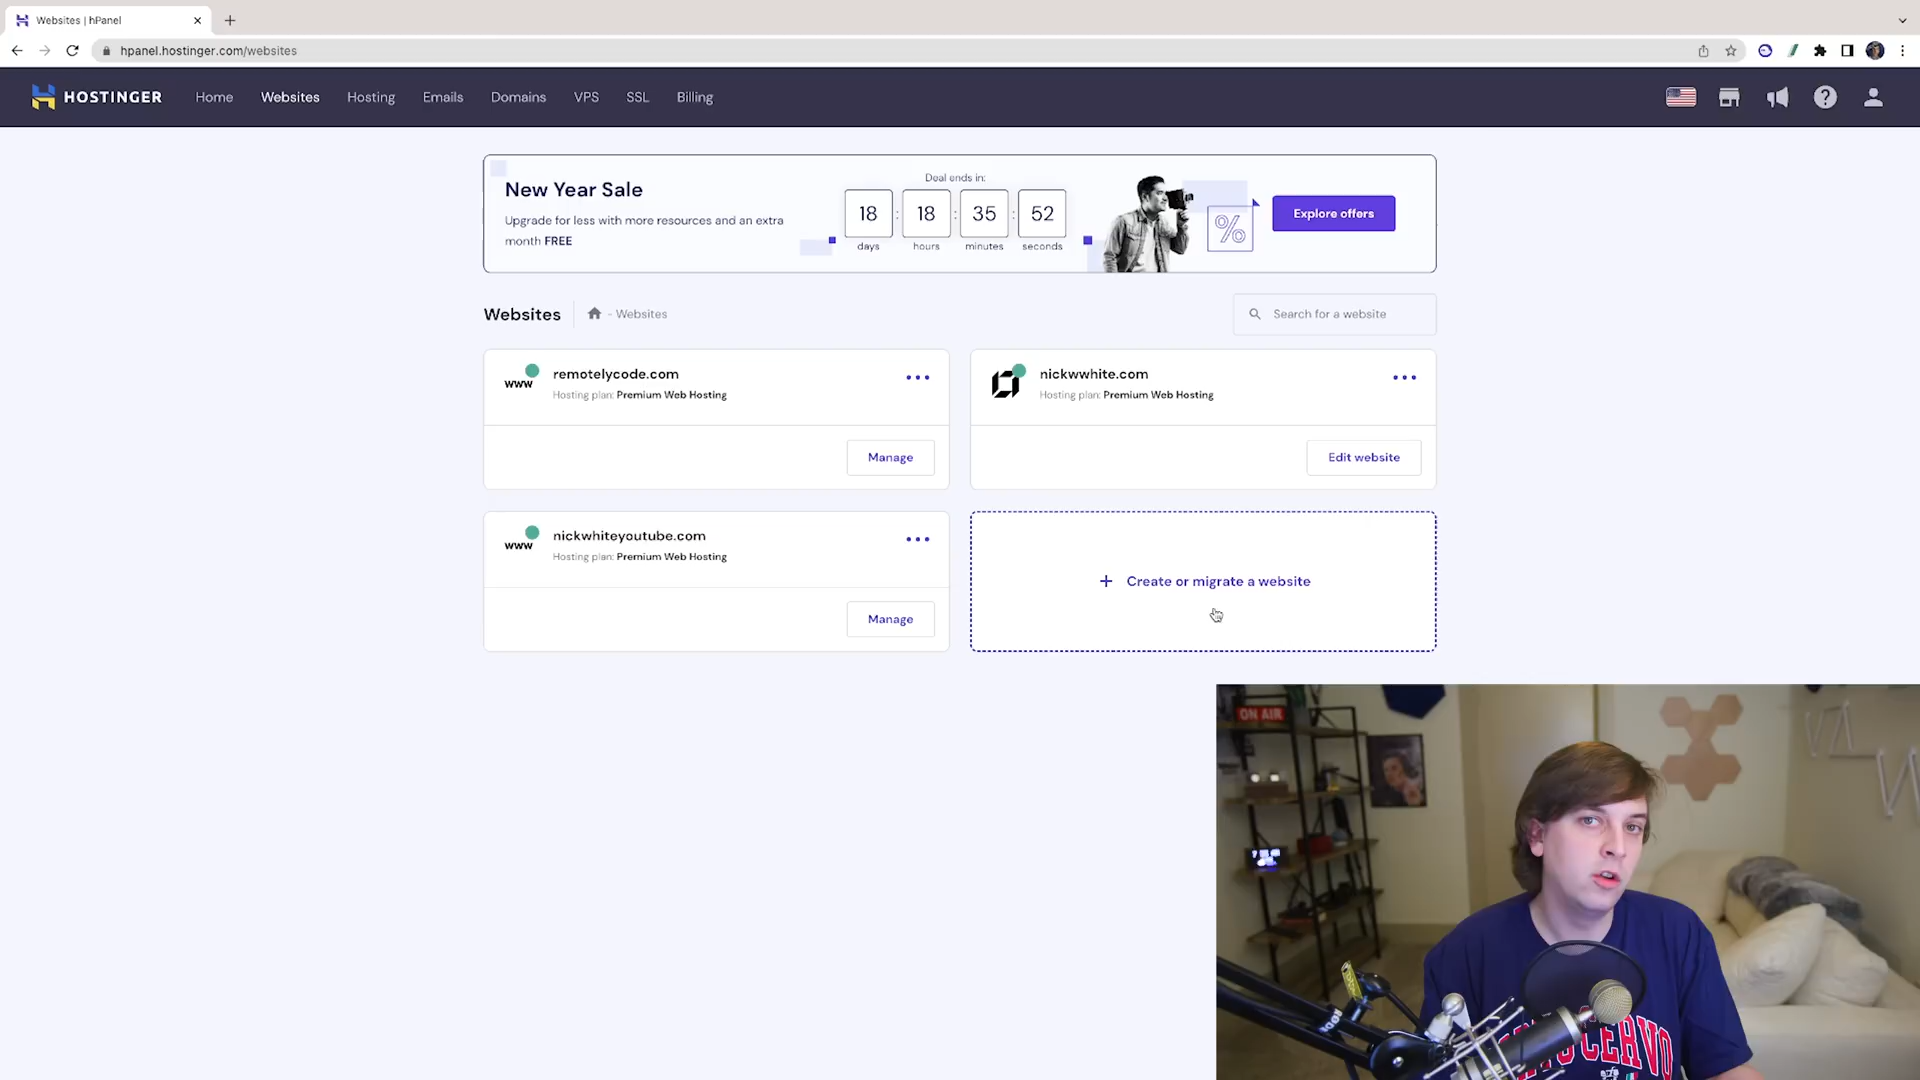 Websites | hPanel
hpanel.hostinger.com/websites
HOSTINGER
Home
Websites
Hosting
Emails
Domains
VPS
SSL
Billing
New Year Sale
Upgrade for less with more resources and an extra
month FREE
Deal ends in:
18 : 18 : 35 : 52
days hours minutes seconds
%
Explore offers
Websites
- Websites
Search for a website
www
remotelycode.com
Hosting plan: Premium Web Hosting
Manage
nickwwhite.com
Hosting plan: Premium Web Hosting
Edit website
www
nickwhiteyoutube.com
Hosting plan: Premium Web Hosting
Manage
+ Create or migrate a website
ON AIR
RØDE
CERVO